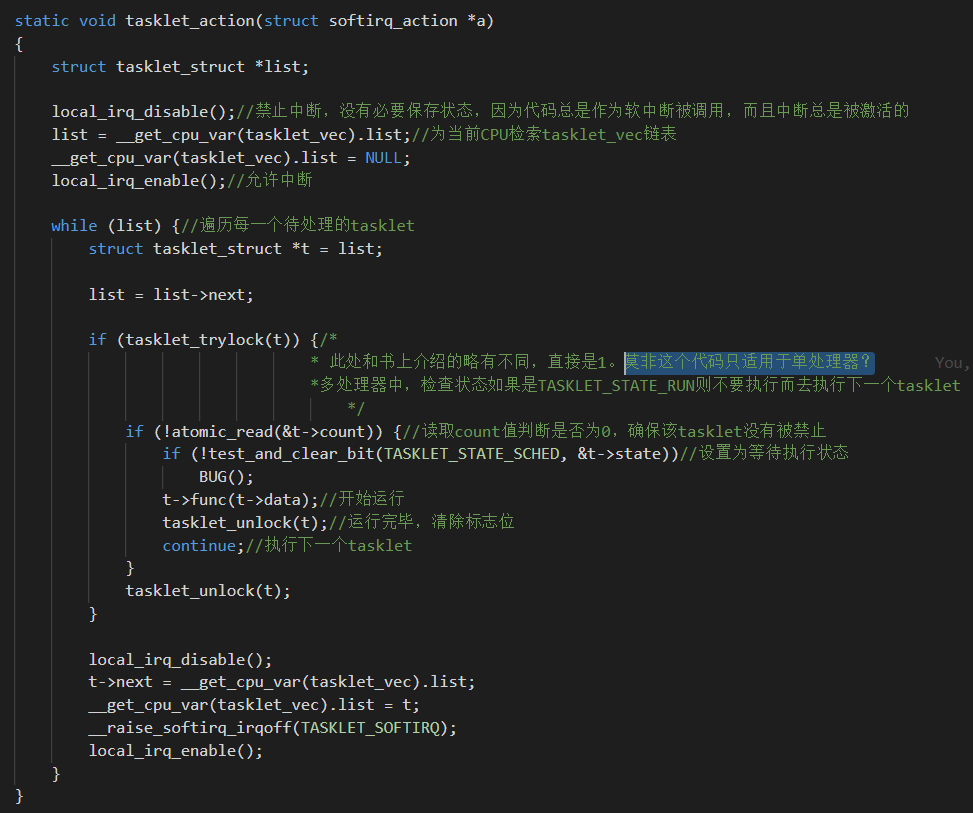 static void tasklet_action(struct softirq_action *a)
{
    struct tasklet_struct *list;

    local_irq_disable();//禁止中断，没有必要保存状态，因为代码总是作为软中断被调用，而且中断总是被激活的
    list = __get_cpu_var(tasklet_vec).list;//为当前CPU检索tasklet_vec链表
    __get_cpu_var(tasklet_vec).list = NULL;
    local_irq_enable();//允许中断

    while (list) {//遍历每一个待处理的tasklet
        struct tasklet_struct *t = list;

        list = list->next;

        if (tasklet_trylock(t)) {/*
                                * 此处和书上介绍的略有不同，直接是1。莫非这个代码只适用于单处理器？ You,
                                *多处理器中，检查状态如果是TASKLET_STATE_RUN则不要执行而去执行下一个tasklet
                                    */
            if (!atomic_read(&t->count)) {//读取count值判断是否为0，确保该tasklet没有被禁止
                if (!test_and_clear_bit(TASKLET_STATE_SCHED, &t->state))//设置为等待执行状态
                    BUG();
                t->func(t->data);//开始运行
                tasklet_unlock(t);//运行完毕，清除标志位
                continue;//执行下一个tasklet
            }
            tasklet_unlock(t);
        }

        local_irq_disable();
        t->next = __get_cpu_var(tasklet_vec).list;
        __get_cpu_var(tasklet_vec).list = t;
        __raise_softirq_irqoff(TASKLET_SOFTIRQ);
        local_irq_enable();
    }
}